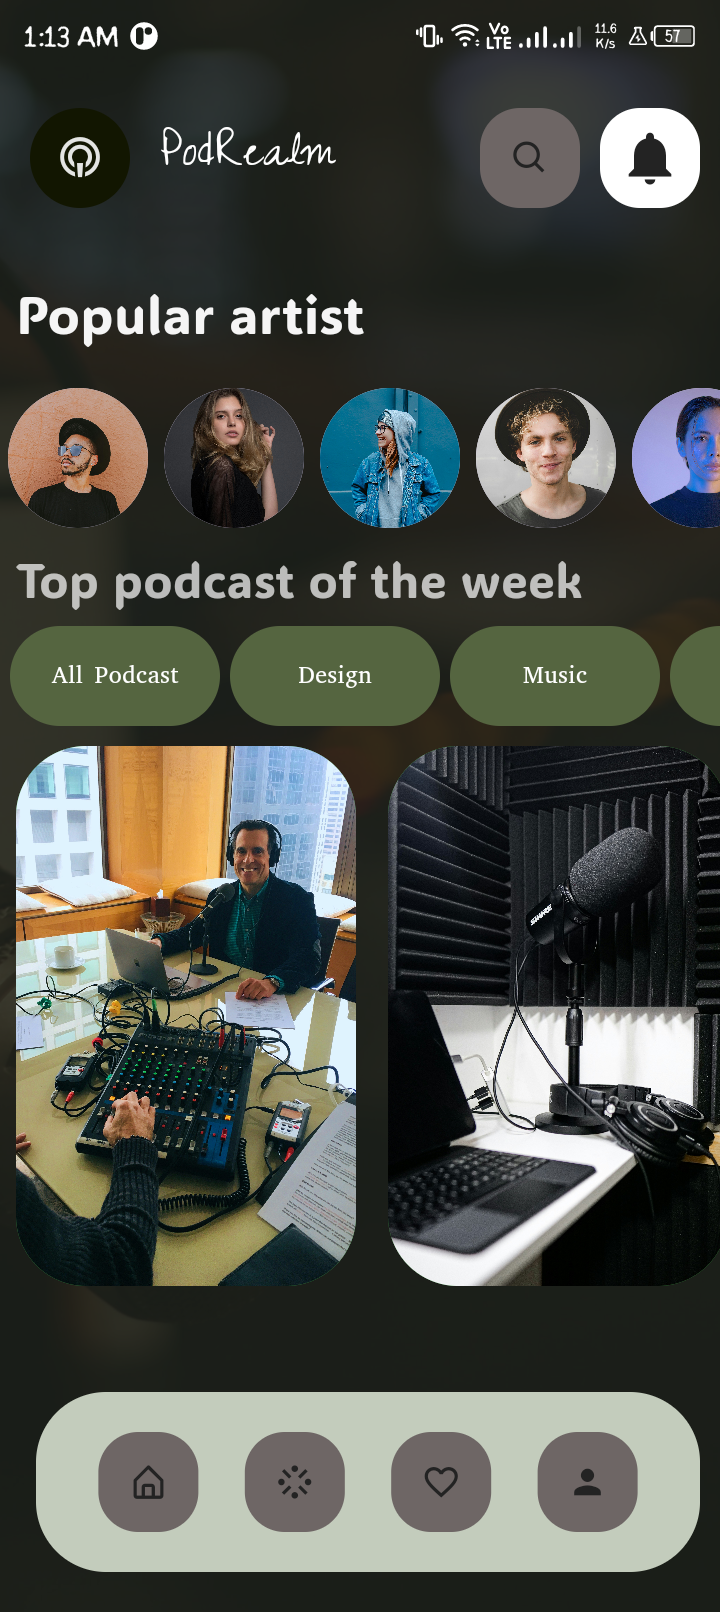 1:13 AM
Vo
LTE
11.6
K/s
57
PodRealm
Popular artist
Top podcast of the week
All Podcast
Design
Music
SHURE